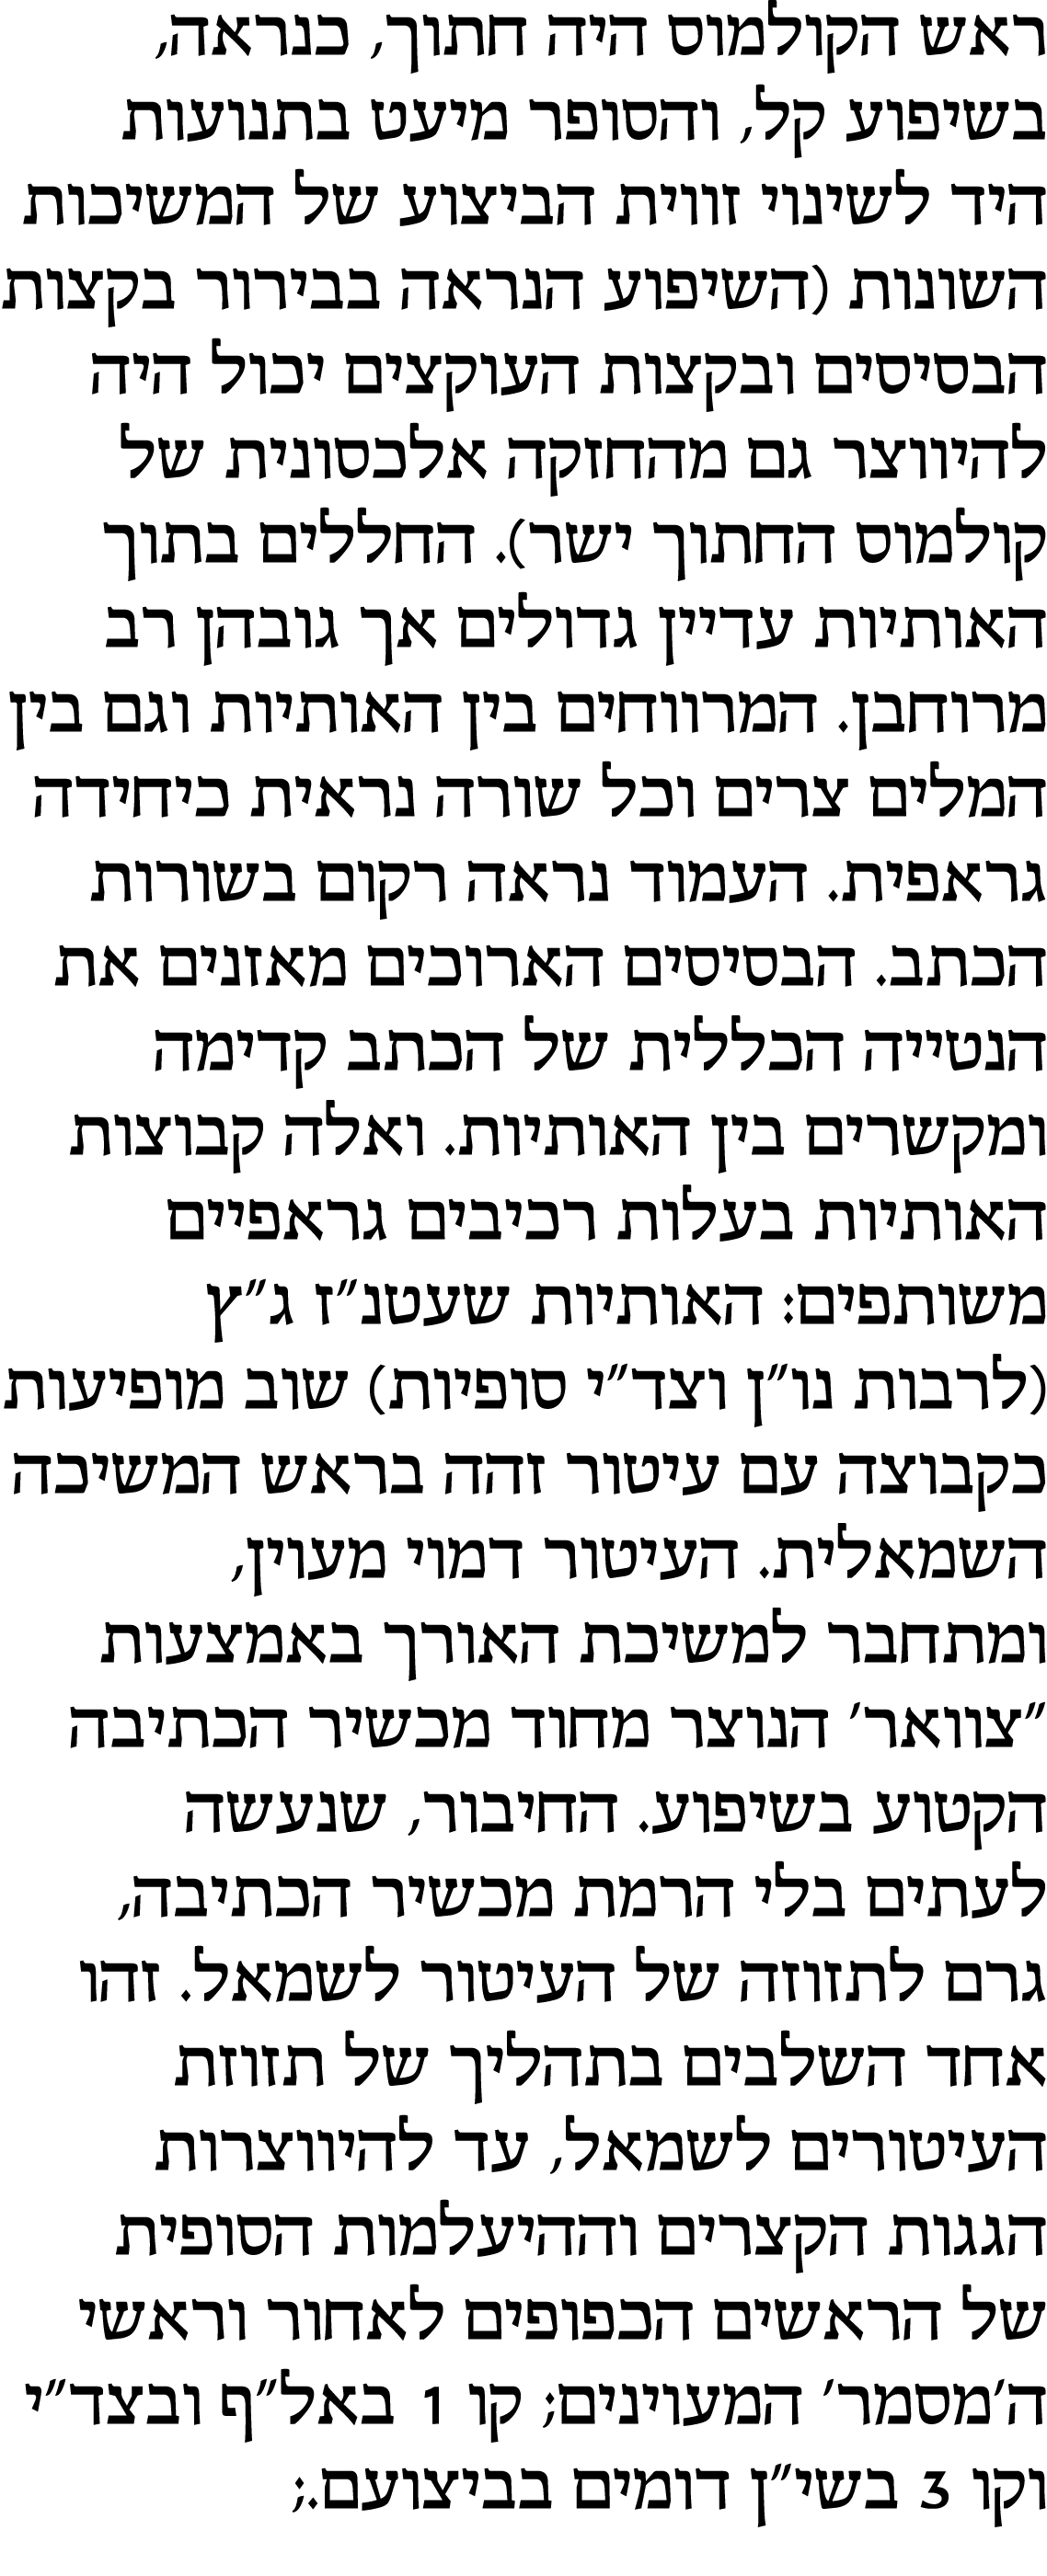 ראש הקולמוס היה חתוך, כנראה,
בשיפוע קל, והסופר מיעט בתנועות
היד לשינוי זווית הביצוע של המשיכות
השונות (השיפוע הנראה בבירור בקצות
הבסיסים ובקצות העוקצים יכול היה
להיווצר גם מהחזקה אלכסונית של
קולמוס החתוך ישר). החללים בתוך
האותיות עדיין גדולים אך גובהן רב
מרוחבן. המרווחים בין האותיות וגם בין
המלים צרים וכל שורה נראית כיחידה
גראפית. העמוד נראה רקום בשורות
הכתב. הבסיסים הארוכים מאזנים את
הנטייה הכללית של הכתב קדימה
ומקשרים בין האותיות. ואלה קבוצות
האותיות בעלות רכיבים גראפיים
משותפים: האותיות שעטנ"ז ג"ץ
(לרבות נו"ן וצד"י סופיות) שוב מופיעות
בקבוצה עם עיטור זהה בראש המשיכה
השמאלית. העיטור דמוי מעוין,
ומתחבר למשיכת האורך באמצעות
"צוואר' הנוצר מחוד מכשיר הכתיבה
הקטוע בשיפוע. החיבור, שנעשה
לעתים בלי הרמת מכשיר הכתיבה,
גרם לתזוזה של העיטור לשמאל. זהו
אחד השלבים בתהליך של תזוזת
העיטורים לשמאל, עד להיווצרות
הגגות הקצרים וההיעלמות הסופית
של הראשים הכפופים לאחור וראשי
ה'מסמר' המעוינים; קו 1 באל"ף ובצד"י
וקו 3 בשי"ן דומים בביצועם.;